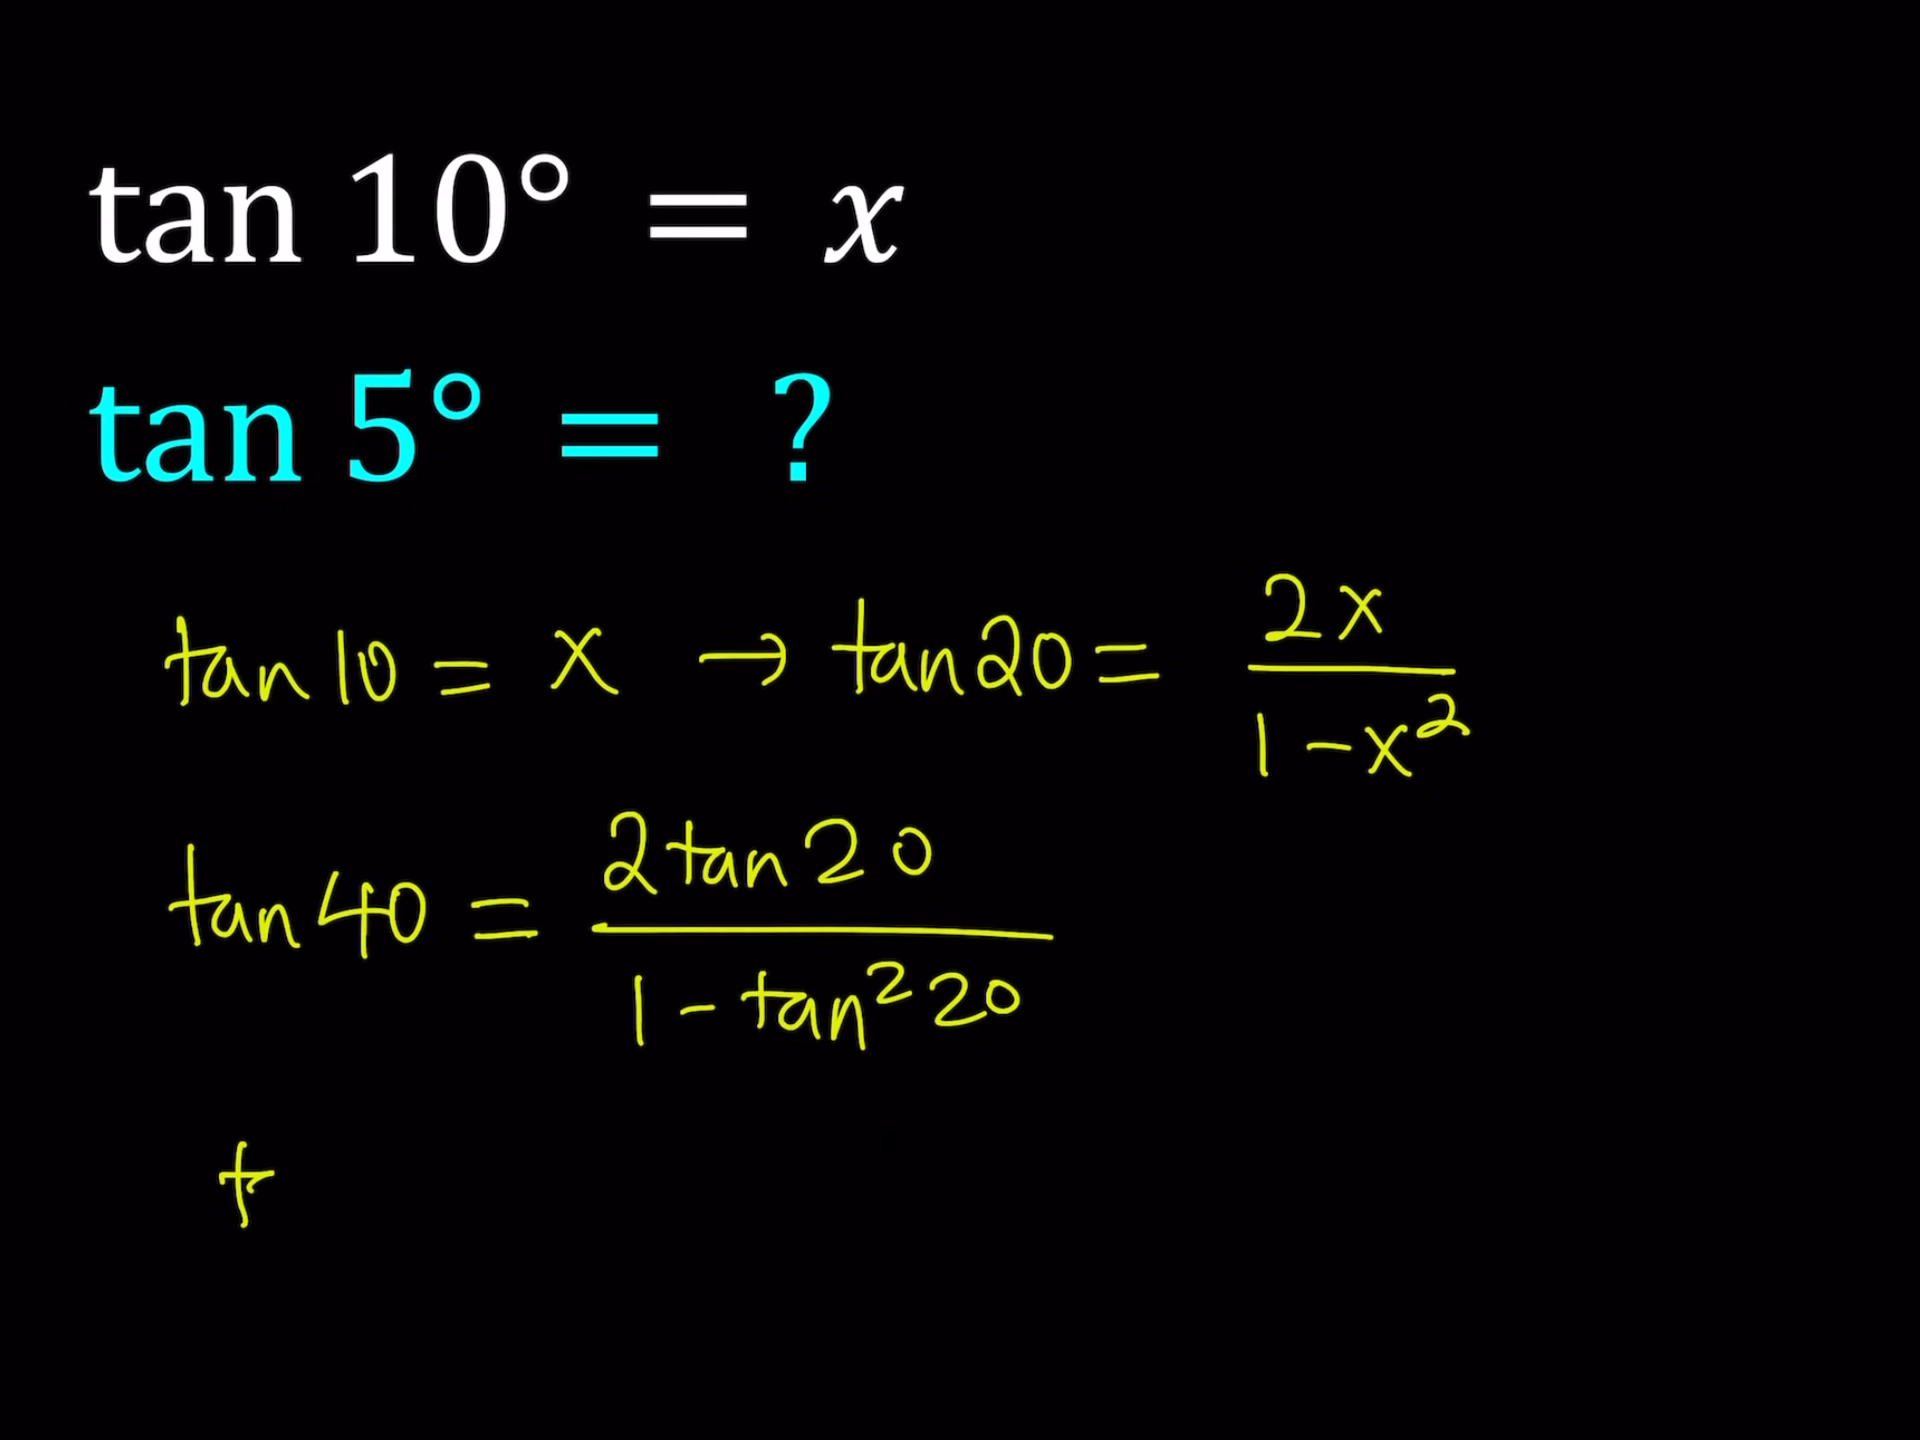 tan 10° = x
tan 5° = ?
tan 10 = x → tan 20 = 2x / 1 - x²
tan 40 = 2 tan 20 / 1 - tan² 20
t